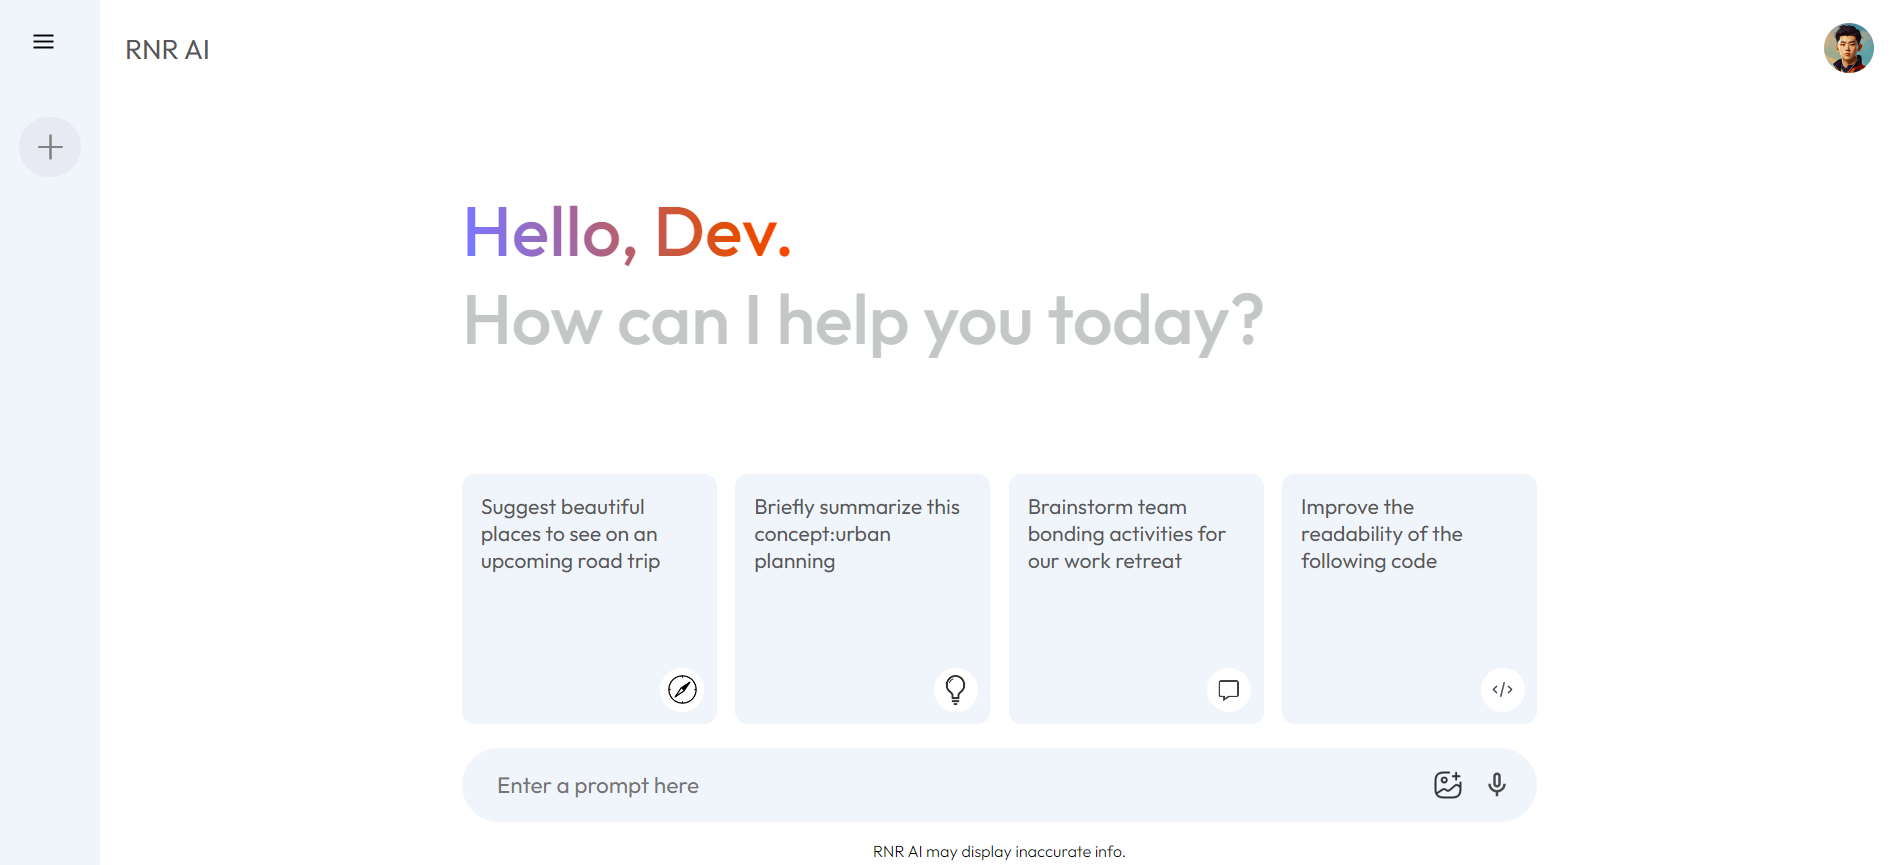 RNR AI
Hello, Dev.
How can I help you today?
Suggest beautiful
places to see on an
upcoming road trip
Briefly summarize this
concept:urban
planning
Brainstorm team
bonding activities for
our work retreat
Improve the
readability of the
following code
</>
Enter a prompt here
RNR AI may display inaccurate info.